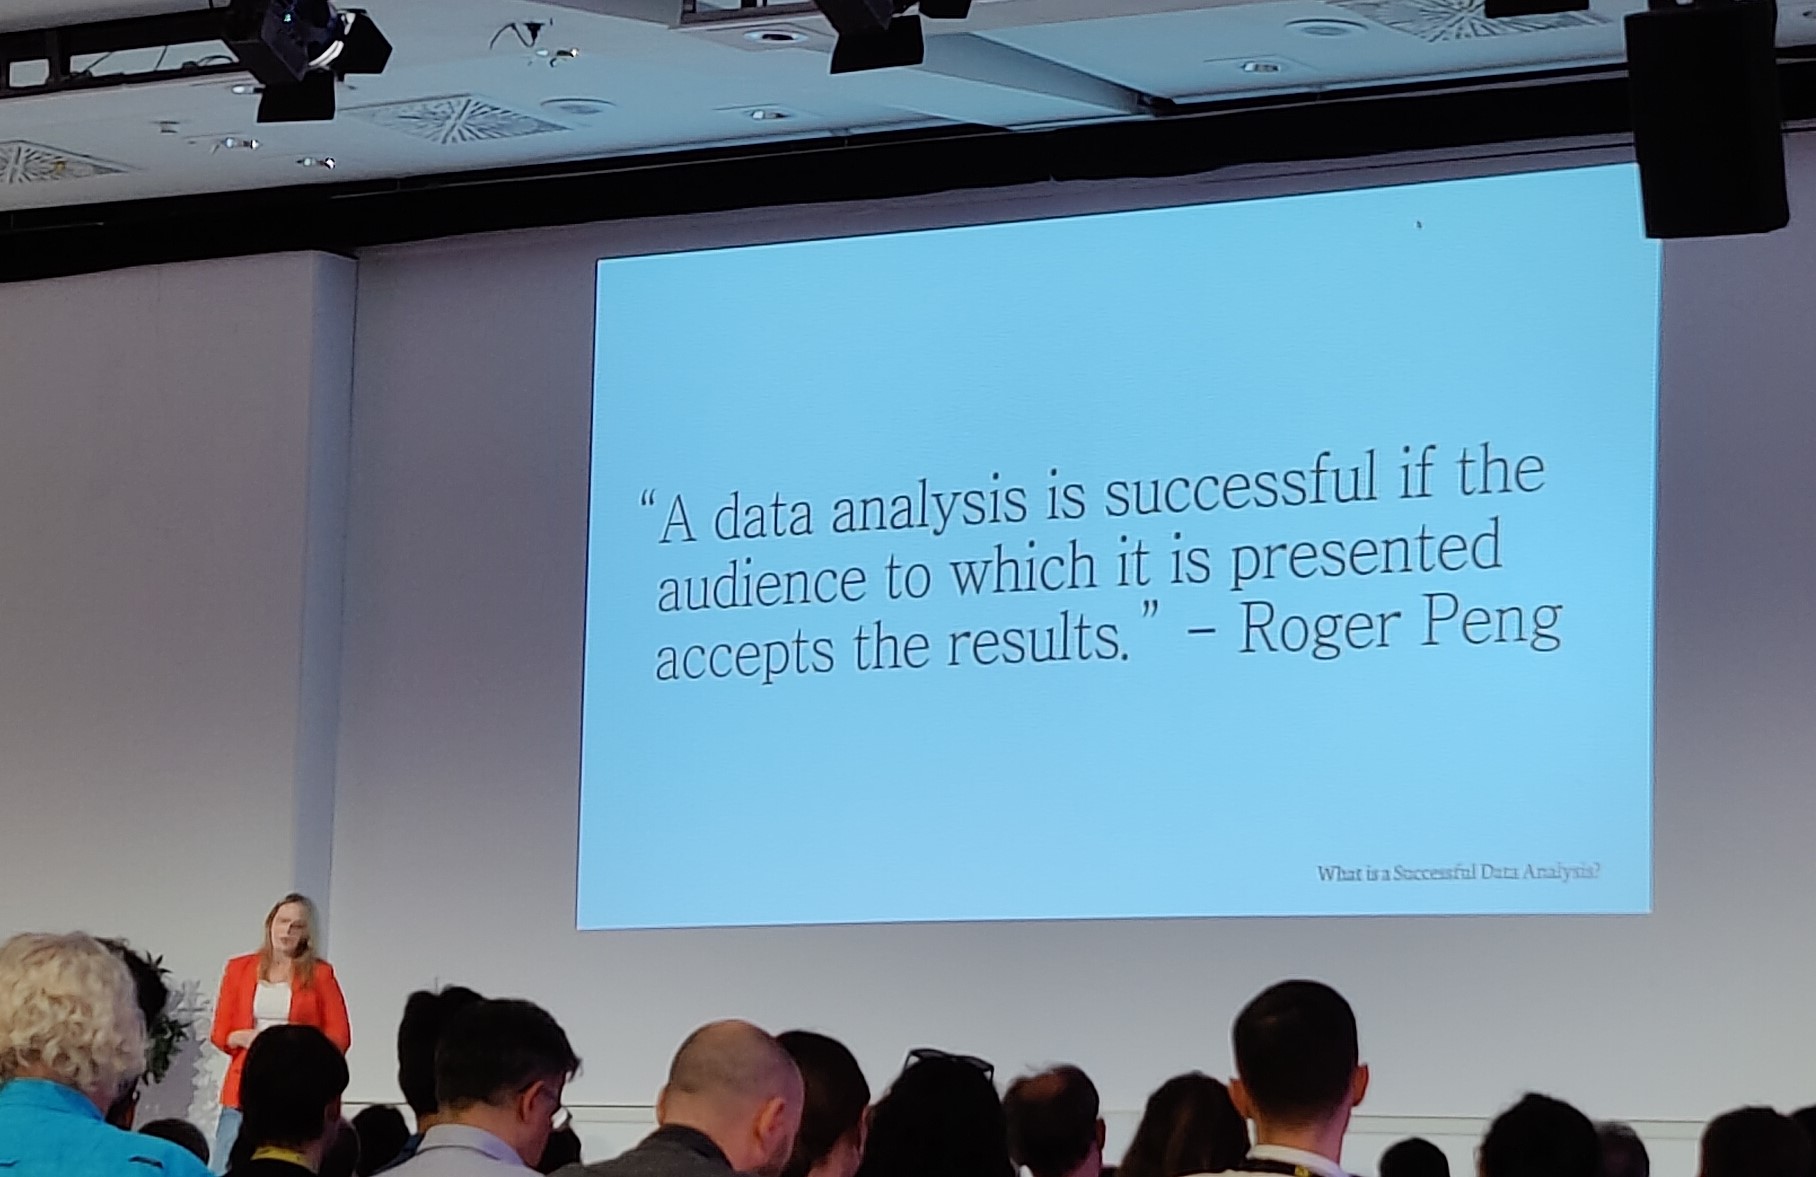 “A data analysis is successful if the
audience to which it is presented
accepts the results.” – Roger Peng
What is a Successful Data Analysis?